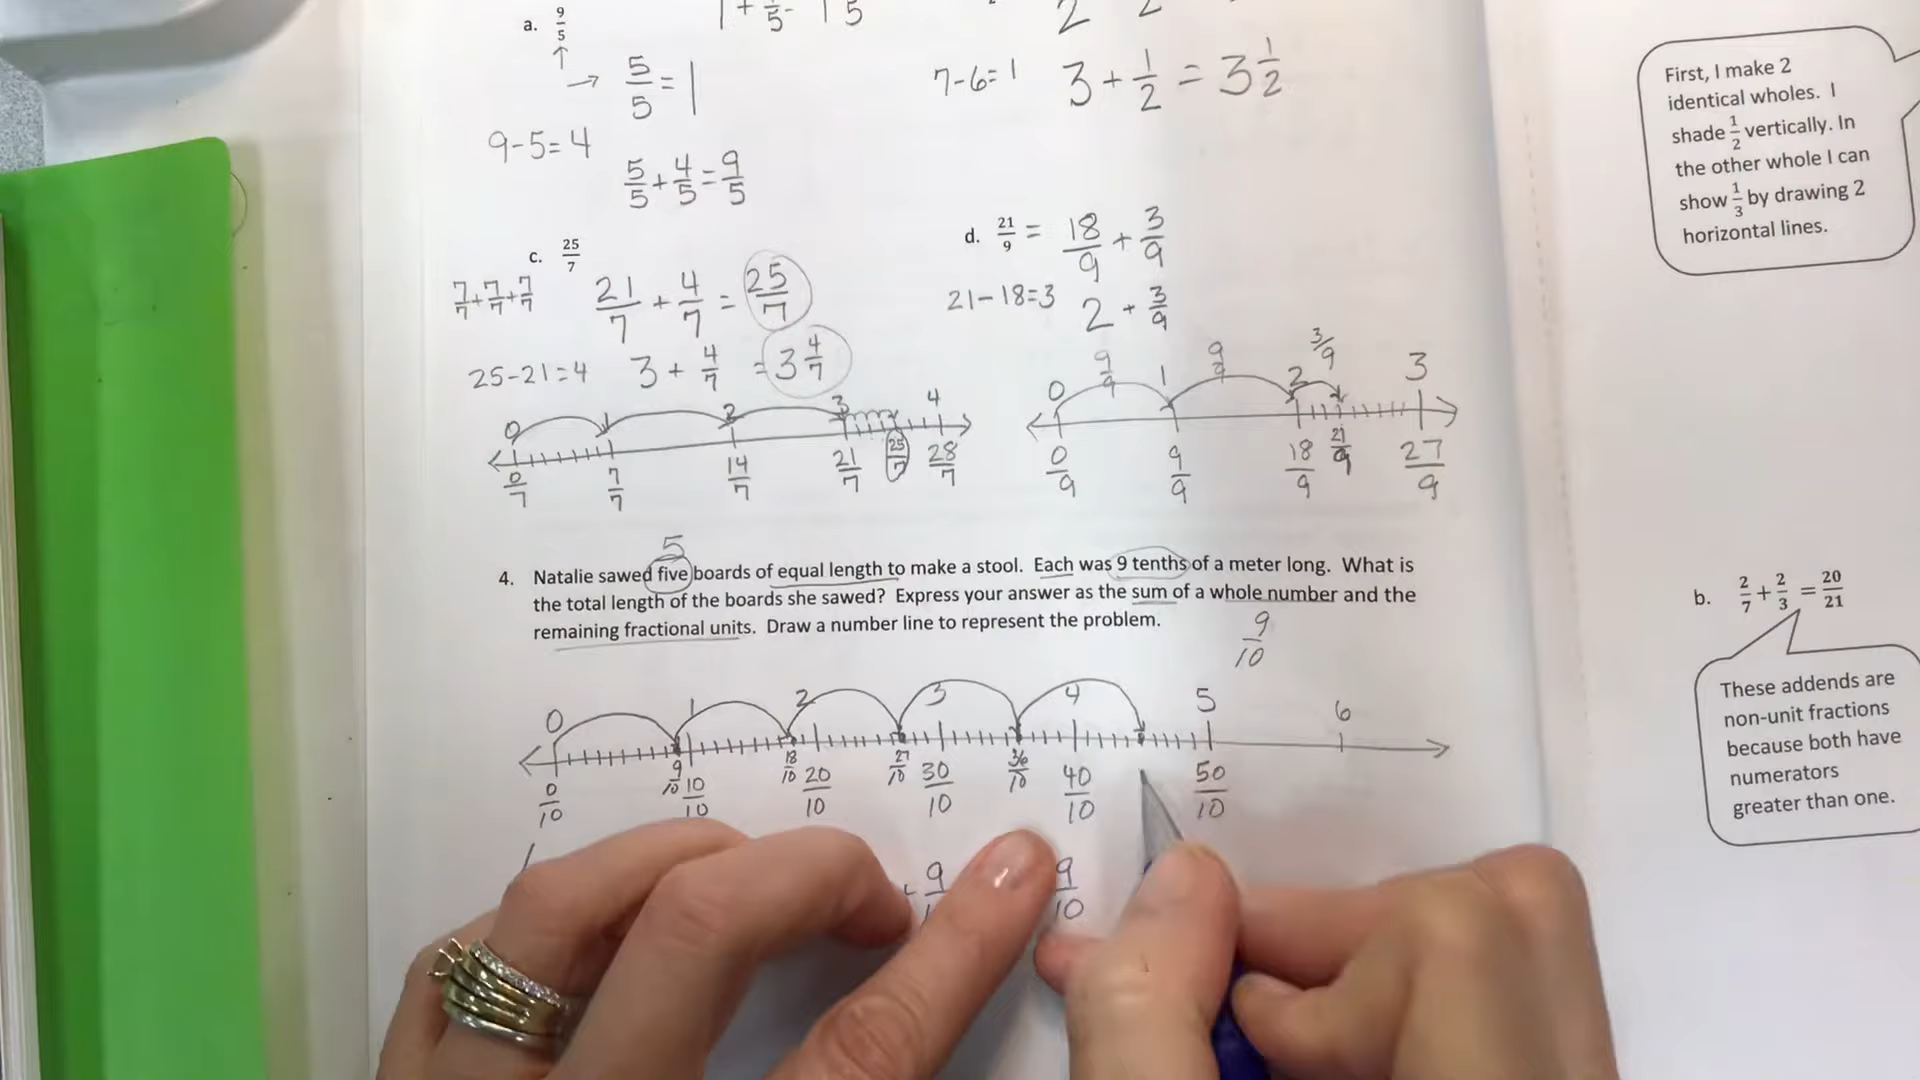 a. 9/5
5/5 = 1
9-5=4
5/5 + 4/5 = 9/5
7-6=1
3 + 1/2 = 3 1/2
c. 25/7
7/7 + 7/7 + 7/7
21/7 + 4/7 = 25/7
25-21=4
3 + 4/7 = 3 4/7
0 1 2 3 4
0/7 7/7 14/7 21/7 25/7 28/7
d. 21/9 = 18/9 + 3/9
21-18=3
2 + 3/9
9/9 9/9 3/9
0 1 2 3
0/9 9/9 18/9 21/9 27/9
5
4. Natalie sawed five boards of equal length to make a stool. Each was 9 tenths of a meter long. What is
the total length of the boards she sawed? Express your answer as the sum of a whole number and the
remaining fractional units. Draw a number line to represent the problem.
9/10
0 1 2 3 4 5 6
0/10 9/10 10/10 18/10 20/10 27/10 30/10 36/10 40/10 50/10
9/10
First, I make 2
identical wholes. I
shade 1/2 vertically. In
the other whole I can
show 1/3 by drawing 2
horizontal lines.
b. 2/7 + 2/3 = 20/21
These addends are
non-unit fractions
because both have
numerators
greater than one.